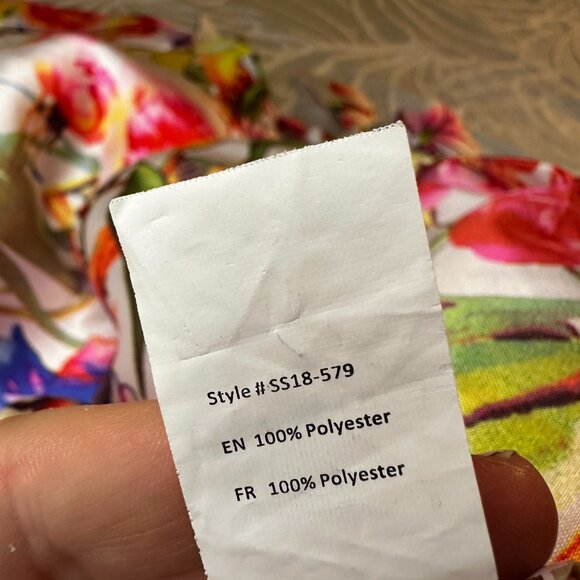 Style # SS18-579
EN 100% Polyester
FR 100% Polyester